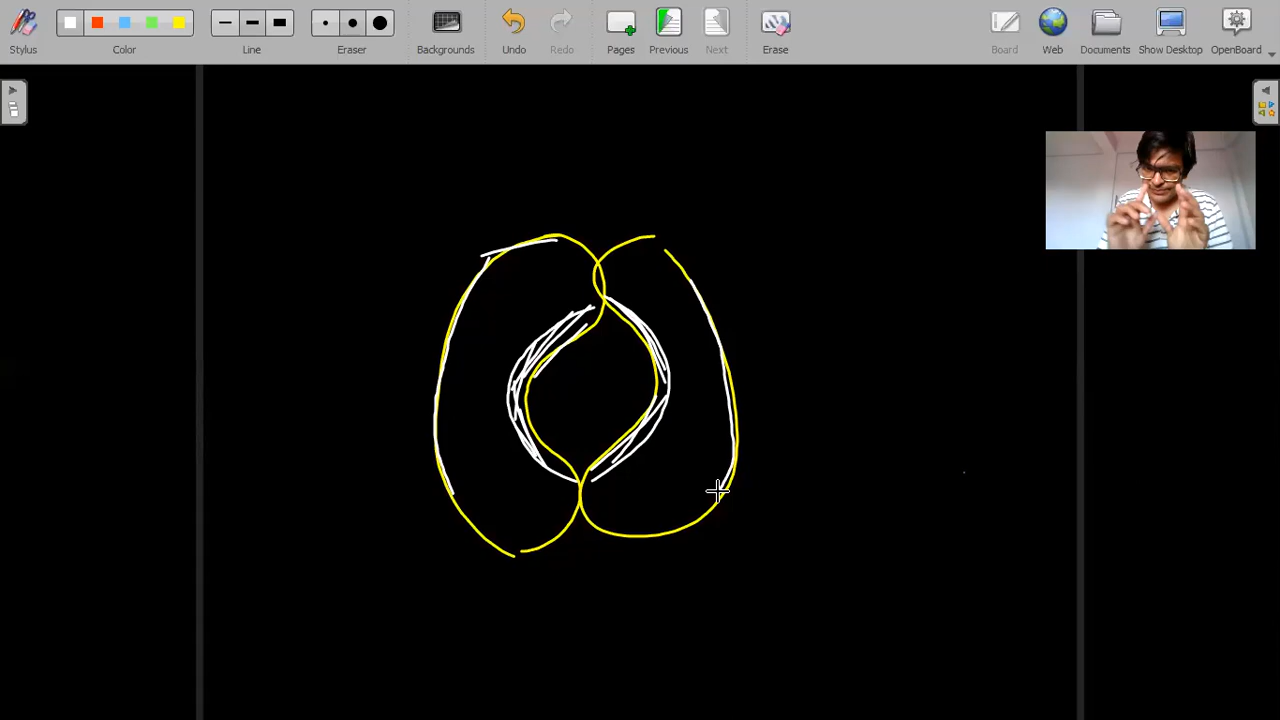 Stylus
Color
Line
Eraser
Backgrounds
Undo
Redo
Pages
Previous
Next
Erase
Board
Web
Documents
Show Desktop
OpenBoard